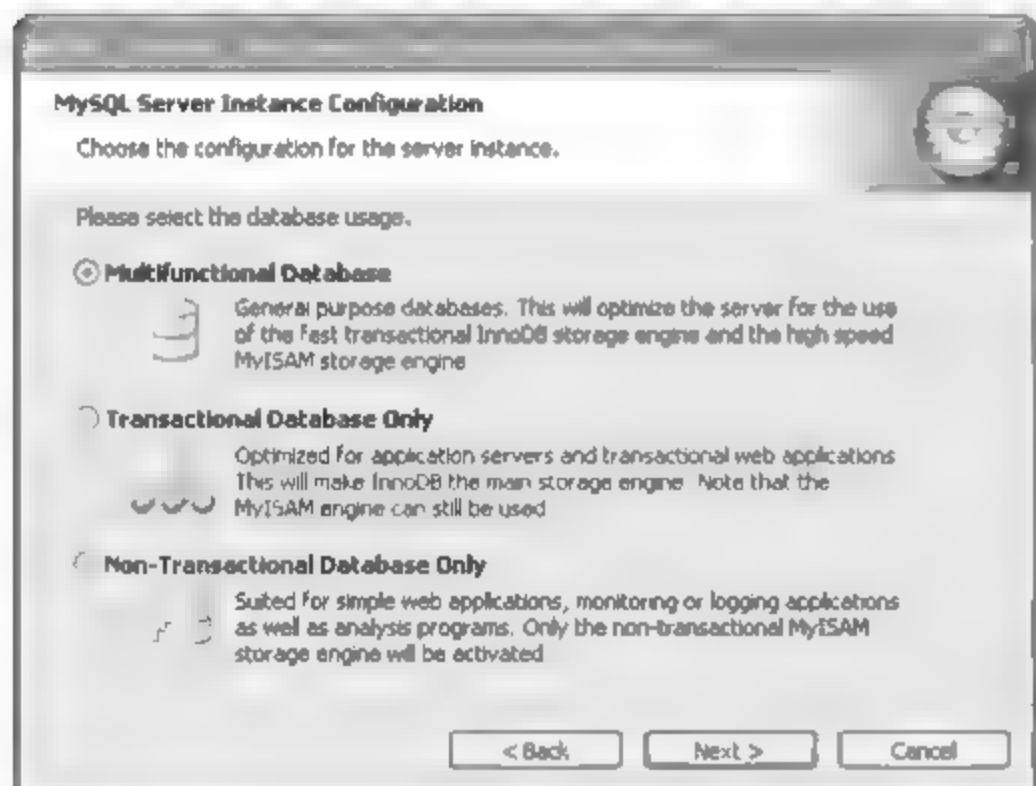 MySQL Server Instance Configuration
Choose the configuration for the server instance.
Please select the database usage.
Multifunctional Database
General purpose databases. This will optimize the server for the use
of the fast transactional InnoDB storage engine and the high speed
MyISAM storage engine
Transactional Database Only
Optimized for application servers and transactional web applications
This will make InnoDB the main storage engine. Note that the
MyISAM engine can still be used
Non-Transactional Database Only
Suited for simple web applications, monitoring or logging applications
as well as analysis programs. Only the non-transactional MyISAM
storage engine will be activated
< Back
Next >
Cancel